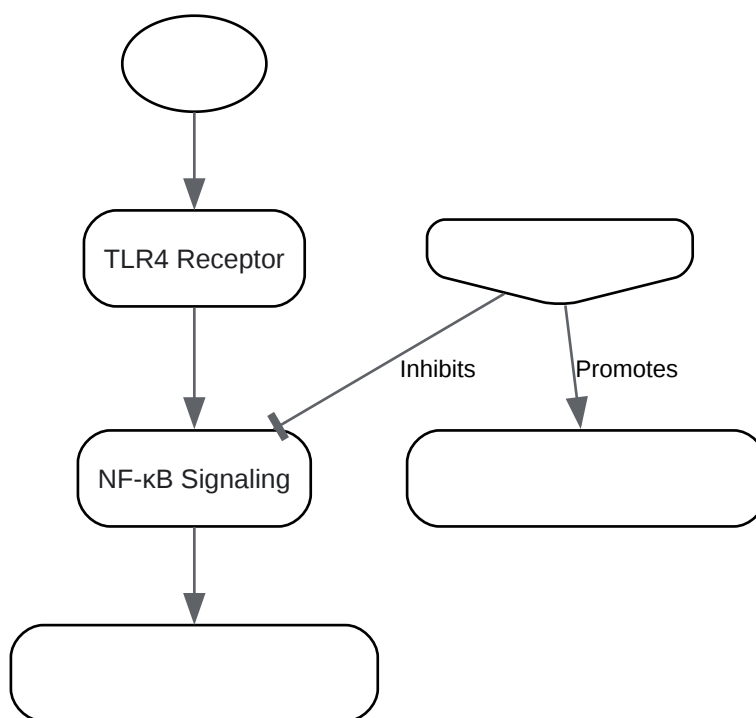 TLR4 Receptor
Inhibits
Promotes
NF-κB Signaling